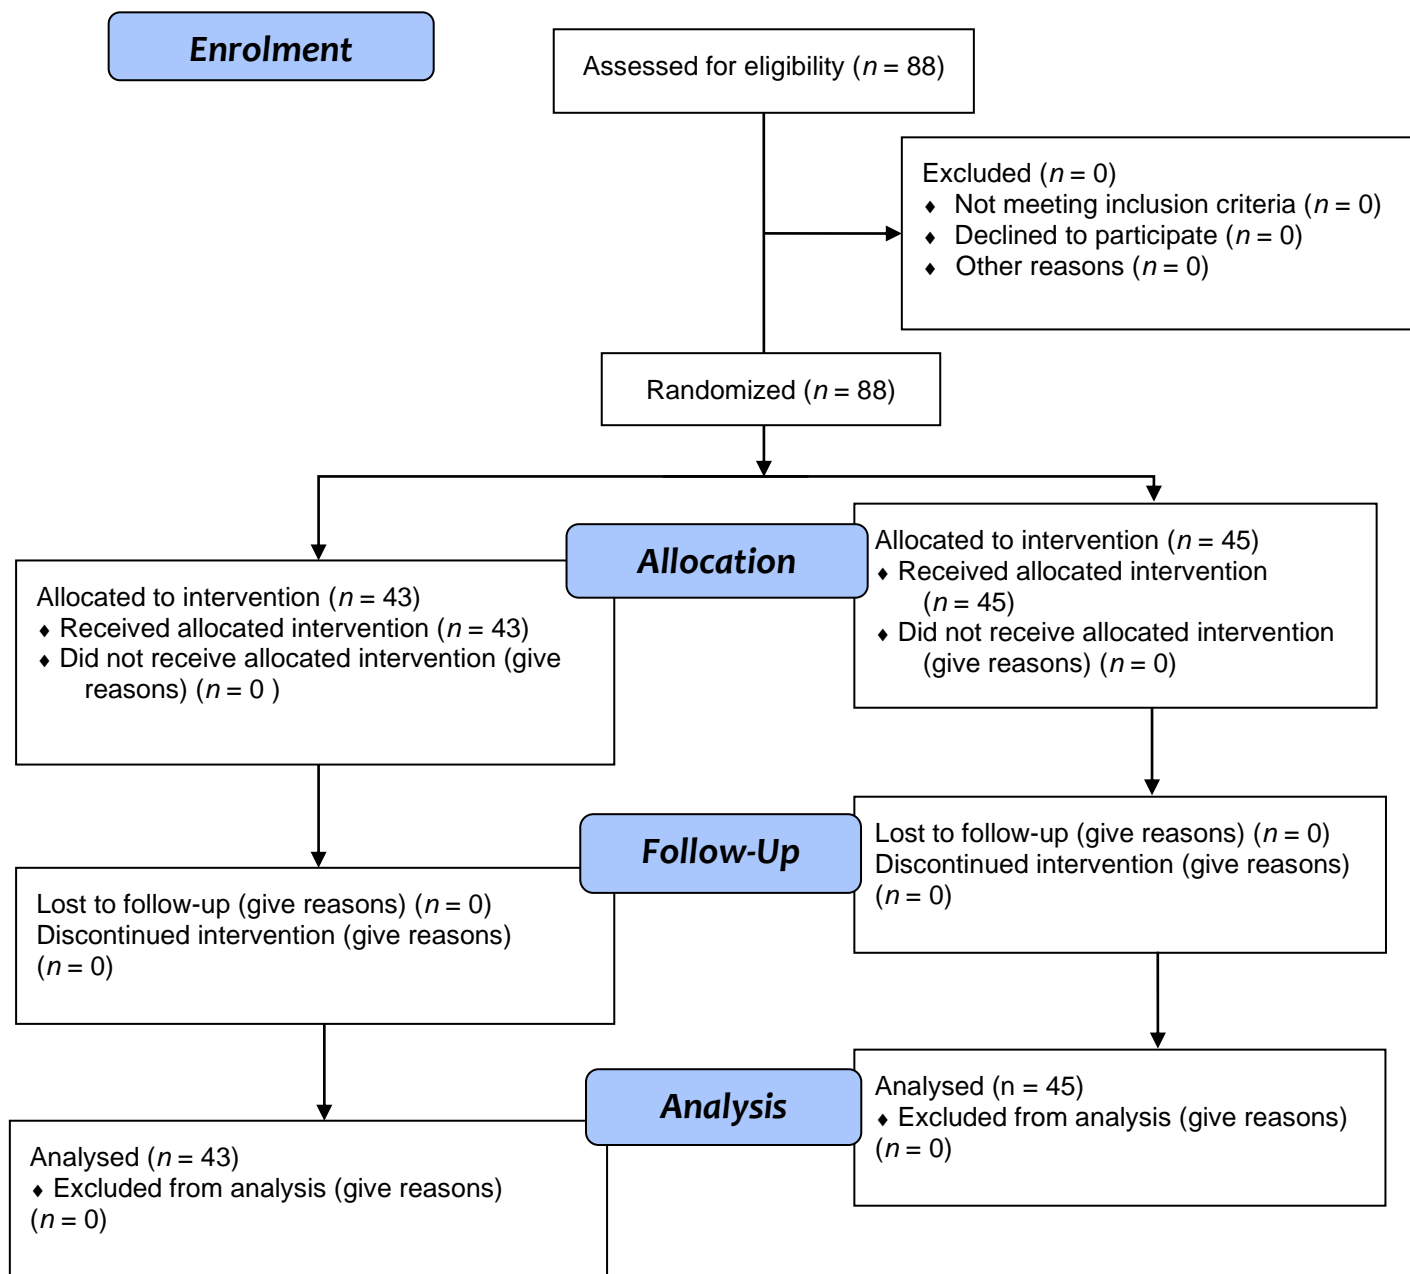 Enrolment
Assessed for eligibility (n = 88)
Excluded (n = 0)
♦ Not meeting inclusion criteria (n = 0)
♦ Declined to participate (n = 0)
♦ Other reasons (n = 0)
Randomized (n = 88)
Allocation
Allocated to intervention (n = 43)
♦ Received allocated intervention (n = 43)
♦ Did not receive allocated intervention (give
reasons) (n = 0 )
Allocated to intervention (n = 45)
♦ Received allocated intervention
(n = 45)
♦ Did not receive allocated intervention
(give reasons) (n = 0)
Follow-Up
Lost to follow-up (give reasons) (n = 0)
Discontinued intervention (give reasons)
(n = 0)
Lost to follow-up (give reasons) (n = 0)
Discontinued intervention (give reasons)
(n = 0)
Analysis
Analysed (n = 43)
♦ Excluded from analysis (give reasons)
(n = 0)
Analysed (n = 45)
♦ Excluded from analysis (give reasons)
(n = 0)